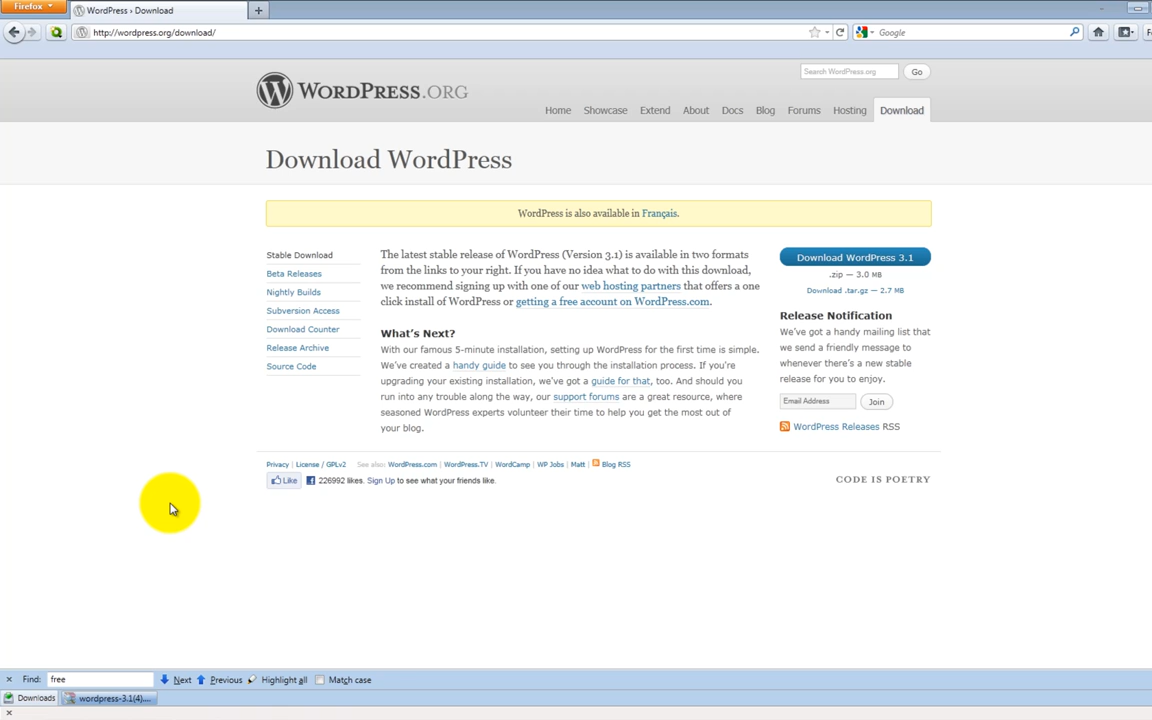 Firefox
WordPress › Download
http://wordpress.org/download/
Google
Search WordPress.org
Go
WORDPRESS.ORG
Home Showcase Extend About Docs Blog Forums Hosting Download
Download WordPress
WordPress is also available in Français.
Stable Download
Beta Releases
Nightly Builds
Subversion Access
Download Counter
Release Archive
Source Code
The latest stable release of WordPress (Version 3.1) is available in two formats
from the links to your right. If you have no idea what to do with this download,
we recommend signing up with one of our web hosting partners that offers a one
click install of WordPress or getting a free account on WordPress.com.
What's Next?
With our famous 5-minute installation, setting up WordPress for the first time is simple.
We've created a handy guide to see you through the installation process. If you're
upgrading your existing installation, we've got a guide for that, too. And should you
run into any trouble along the way, our support forums are a great resource, where
seasoned WordPress experts volunteer their time to help you get the most out of
your blog.
Download WordPress 3.1
.zip — 3.0 MB
Download .tar.gz — 2.7 MB
Release Notification
We've got a handy mailing list that
we send a friendly message to
whenever there's a new stable
release for you to enjoy.
Email Address Join
WordPress Releases RSS
Privacy | License / GPLv2 See also: WordPress.com | WordPress.TV | WordCamp | WP Jobs | Matt | Blog RSS
Like 226992 likes. Sign Up to see what your friends like.
CODE IS POETRY
Find: free Next Previous Highlight all Match case
Downloads wordpress-3.1(4)....